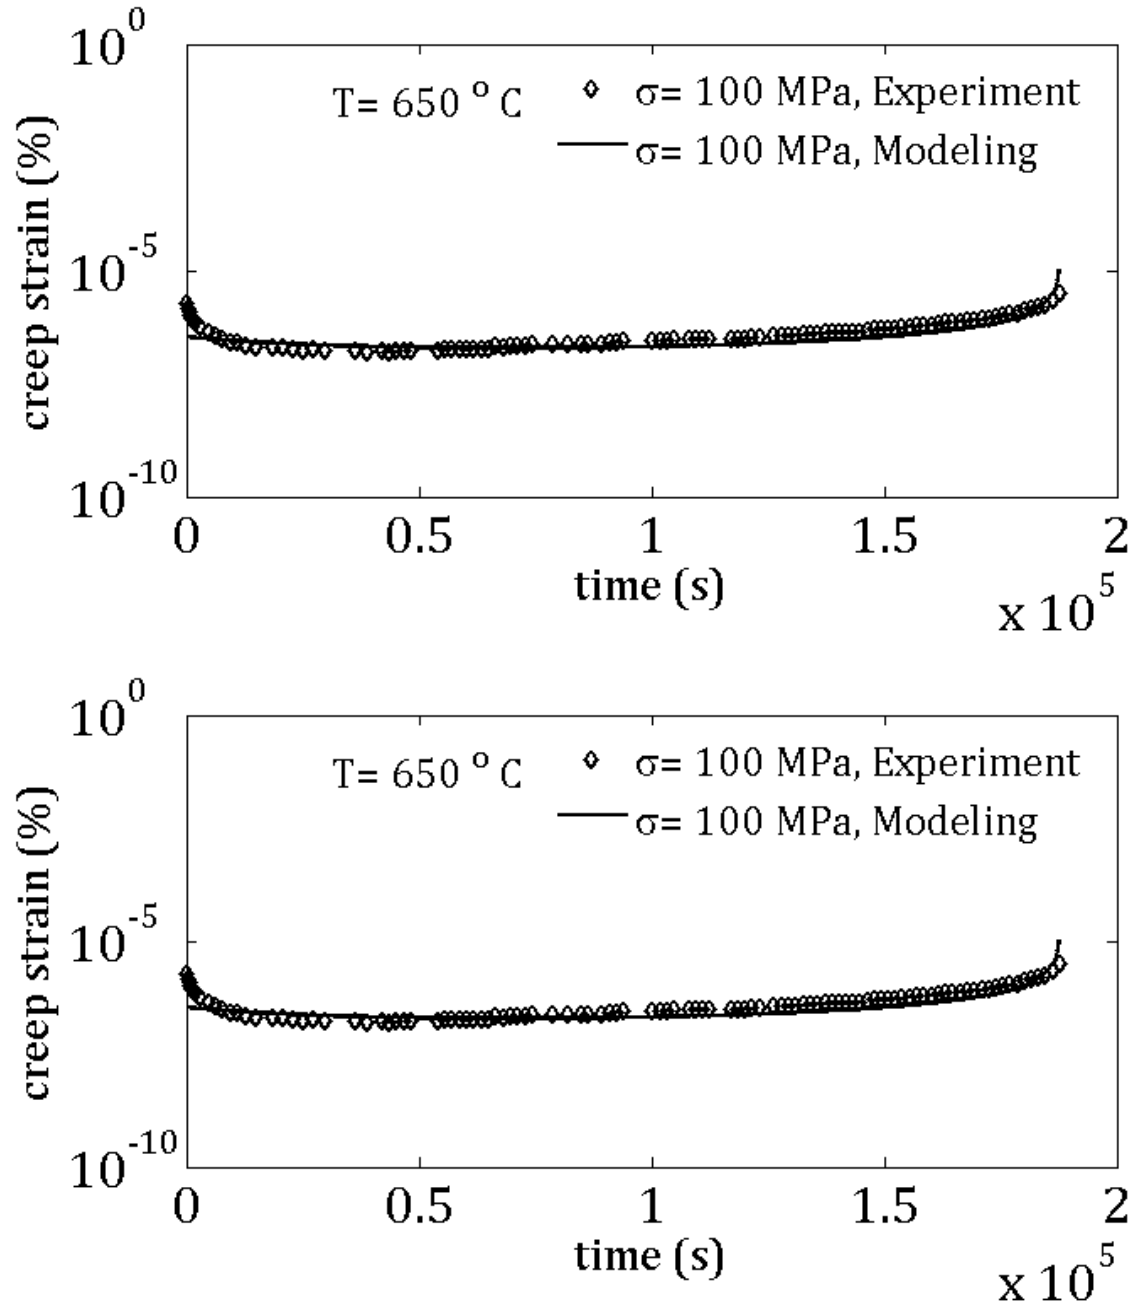 10^0
T= 650 °C
σ= 100 MPa, Experiment
σ= 100 MPa, Modeling
creep strain (%)
10^-5
10^-10
0 0.5 1 1.5 2
time (s)
x 10^5
10^0
T= 650 °C
σ= 100 MPa, Experiment
σ= 100 MPa, Modeling
creep strain (%)
10^-5
10^-10
0 0.5 1 1.5 2
time (s)
x 10^5